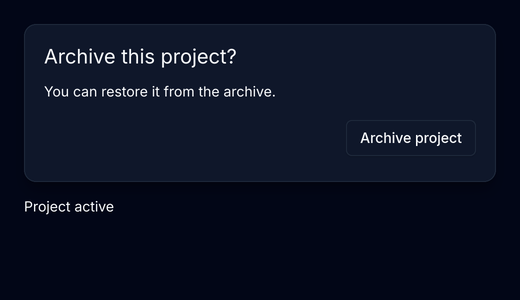 Archive this project?
You can restore it from the archive.
Archive project
Project active